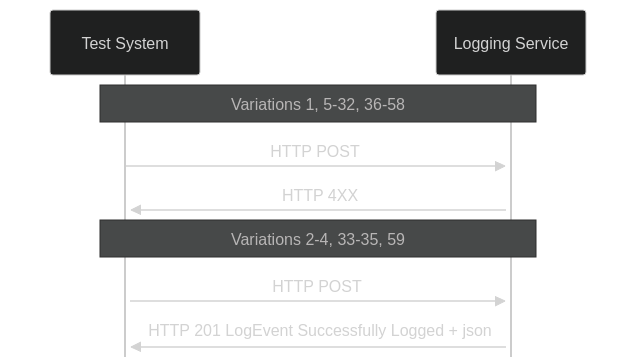 Test System
Logging Service
Variations 1, 5-32, 36-58
HTTP POST
HTTP 4XX
Variations 2-4, 33-35, 59
HTTP POST
HTTP 201 LogEvent Successfully Logged + json